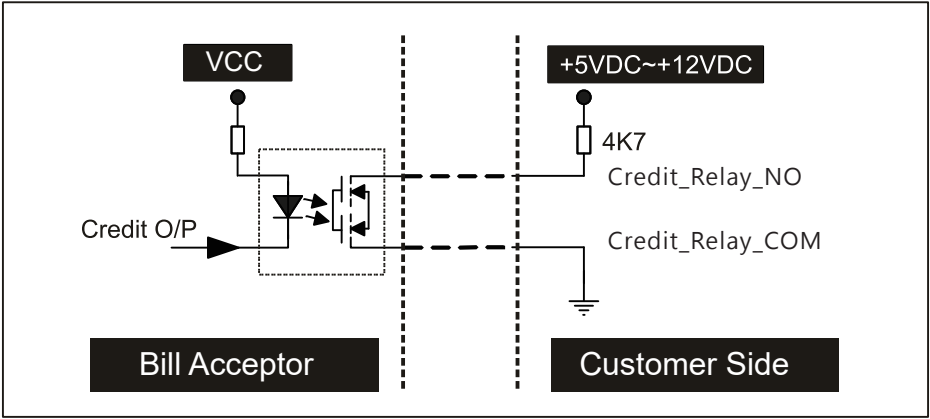 VCC
+5VDC~+12VDC
4K7
Credit_Relay_NO
Credit O/P
Credit_Relay_COM
Bill Acceptor
Customer Side